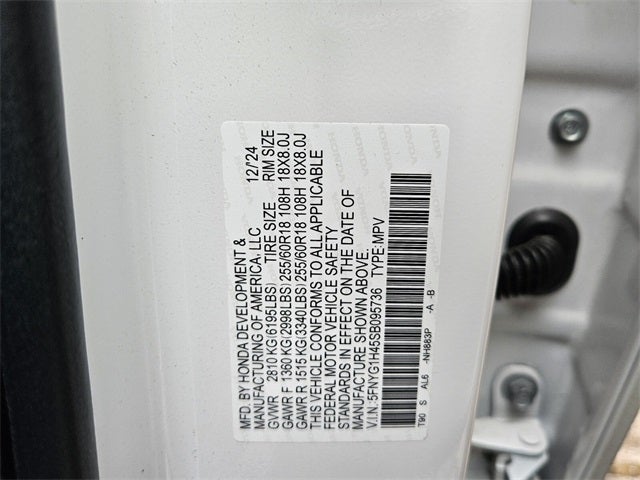 MFD. BY HONDA DEVELOPMENT &
MANUFACTURING OF AMERICA, LLC 12/24
GVWR 2810 KG(6195LBS) TIRE SIZE RIM SIZE
GAWR F 1360 KG(2998LBS) 255/60R18 108H 18X8.0J
GAWR R 1515 KG(3340LBS) 255/60R18 108H 18X8.0J
THIS VEHICLE CONFORMS TO ALL APPLICABLE
FEDERAL MOTOR VEHICLE SAFETY
STANDARDS IN EFFECT ON THE DATE OF
MANUFACTURE SHOWN ABOVE.
V.I.N.: 5FNYG1H45SB095736 TYPE:MPV
T90 S AL6 -NH883P -A -B